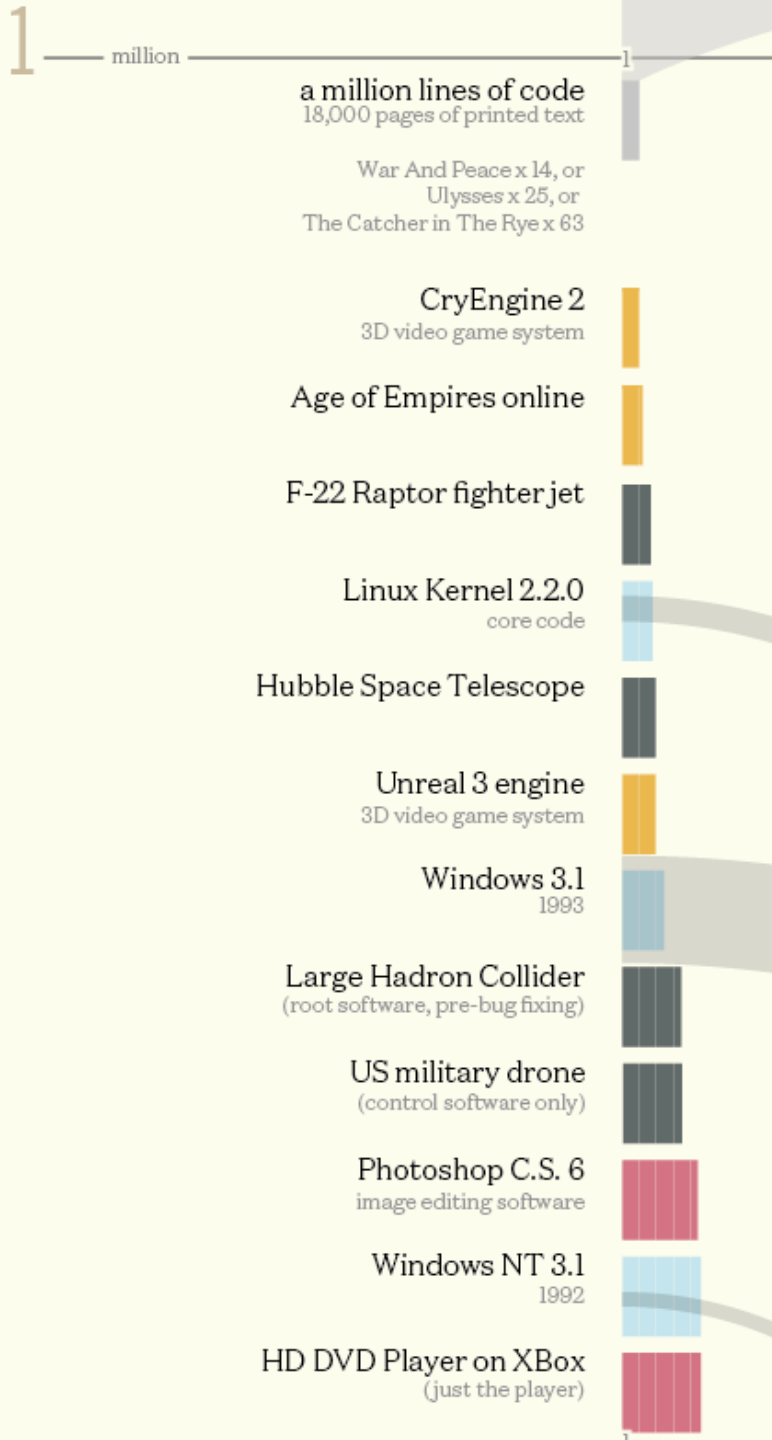 1 million 1
a million lines of code
18,000 pages of printed text
War And Peace x 14, or
Ulysses x 25, or
The Catcher in The Rye x 63
CryEngine 2
3D video game system
Age of Empires online
F-22 Raptor fighter jet
Linux Kernel 2.2.0
core code
Hubble Space Telescope
Unreal 3 engine
3D video game system
Windows 3.1
1993
Large Hadron Collider
(root software, pre-bug fixing)
US military drone
(control software only)
Photoshop C.S. 6
image editing software
Windows NT 3.1
1992
HD DVD Player on XBox
(just the player)